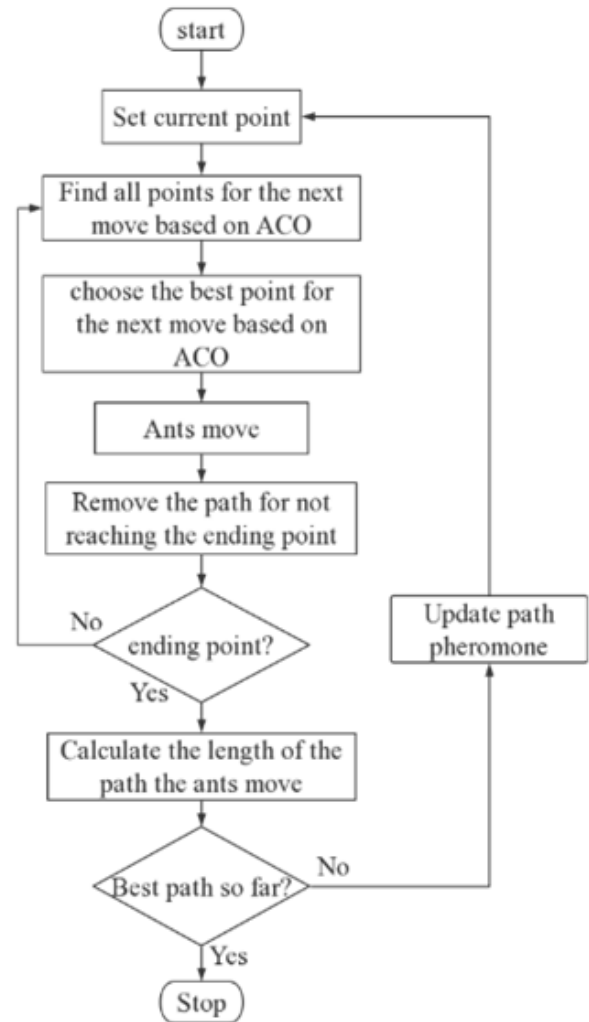 start
Set current point
Find all points for the next
move based on ACO
choose the best point for
the next move based on
ACO
Ants move
Remove the path for not
reaching the ending point
No
ending point?
Yes
Update path
pheromone
Calculate the length of the
path the ants move
No
Best path so far?
Yes
Stop